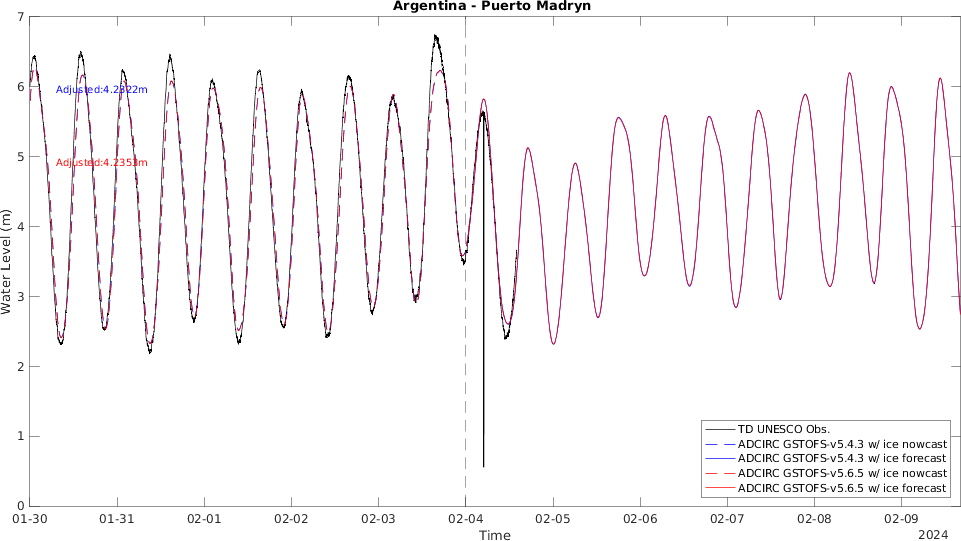 Argentina - Puerto Madryn
7
6
5
4
3
2
1
0
Water Level (m)
Adjusted:4.2322m
Adjusted:4.2353m
TD UNESCO Obs.
ADCIRC GSTOFS-v5.4.3 w/ ice nowcast
ADCIRC GSTOFS-v5.4.3 w/ ice forecast
ADCIRC GSTOFS-v5.6.5 w/ ice nowcast
ADCIRC GSTOFS-v5.6.5 w/ ice forecast
01-30 01-31 02-01 02-02 02-03 02-04 02-05 02-06 02-07 02-08 02-09
Time
2024